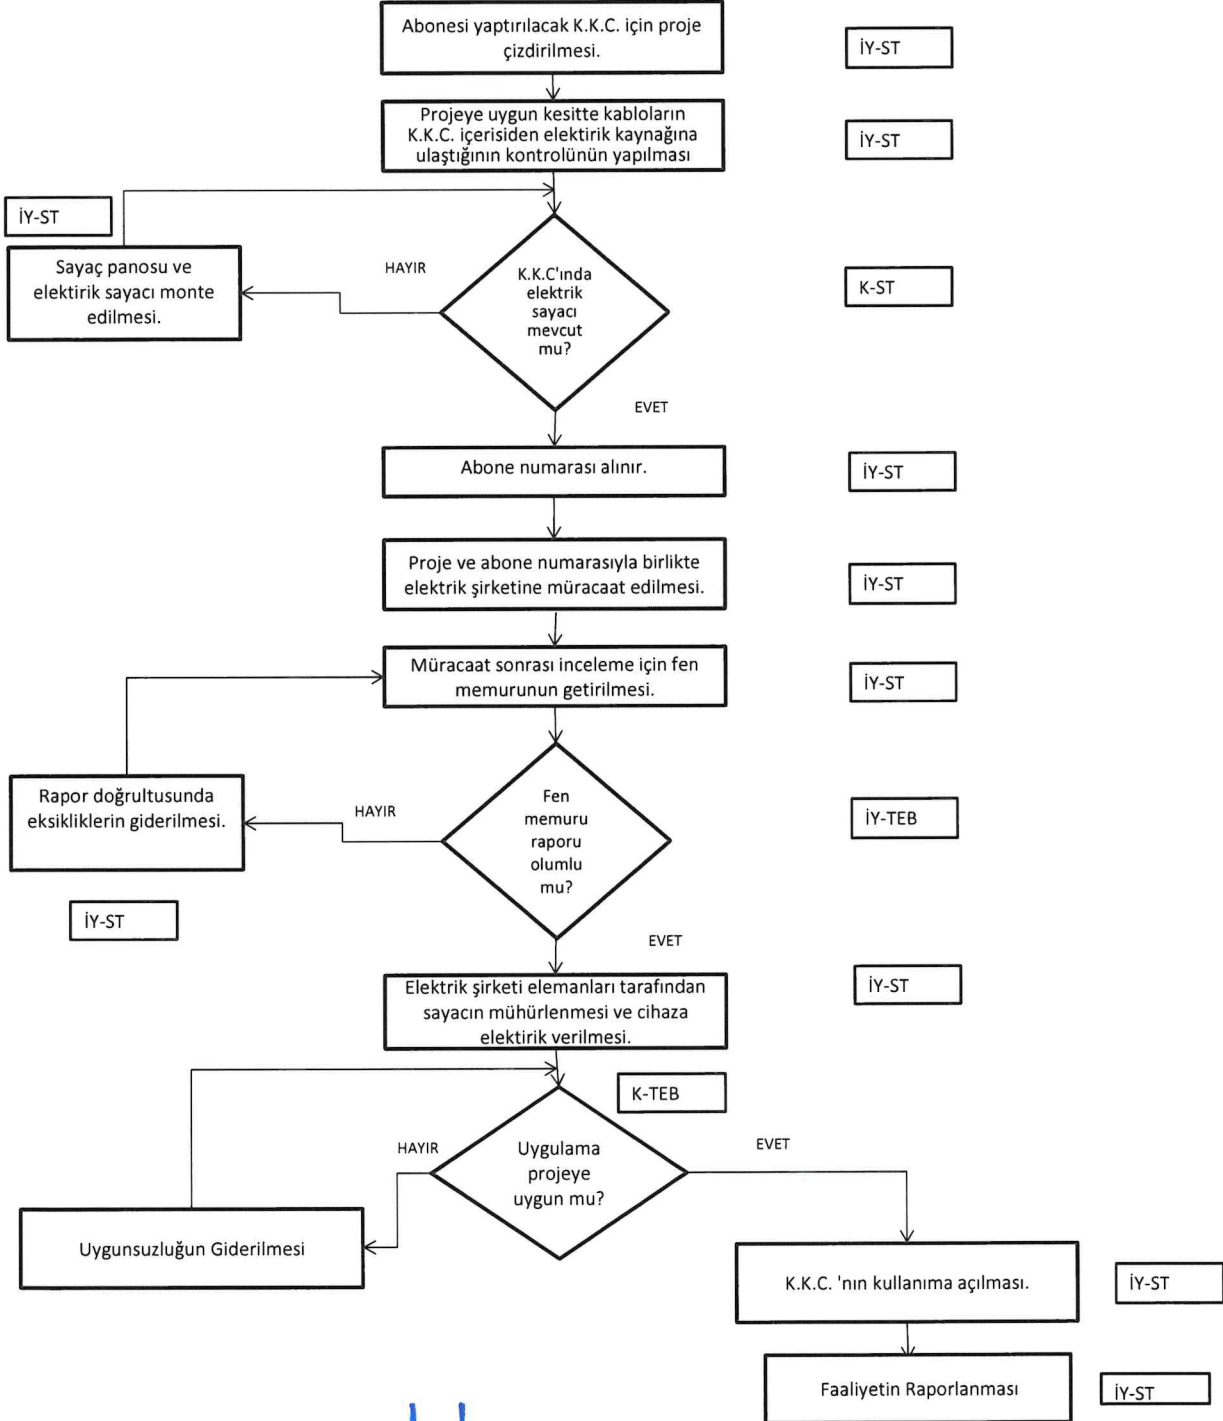 Abonesi yaptırılacak K.K.C. için proje
çizdirilmesi.
İY-ST
Projeye uygun kesitte kabloların
K.K.C. içerisiden elektirik kaynağına
ulaştığının kontrolünün yapılması
İY-ST
İY-ST
Sayaç panosu ve
elektirik sayacı monte
edilmesi.
HAYIR
K.K.C'ında
elektrik
sayacı
mevcut
mu?
K-ST
EVET
Abone numarası alınır.
İY-ST
Proje ve abone numarasıyla birlikte
elektrik şirketine müracaat edilmesi.
İY-ST
Müracaat sonrası inceleme için fen
memurunun getirilmesi.
İY-ST
Rapor doğrultusunda
eksikliklerin giderilmesi.
HAYIR
Fen
memuru
raporu
olumlu
mu?
İY-TEB
İY-ST
EVET
Elektrik şirketi elemanları tarafından
sayacın mühürlenmesi ve cihaza
elektirik verilmesi.
İY-ST
K-TEB
HAYIR
Uygulama
projeye
uygun mu?
EVET
Uygunsuzluğun Giderilmesi
K.K.C. 'nın kullanıma açılması.
İY-ST
Faaliyetin Raporlanması
İY-ST